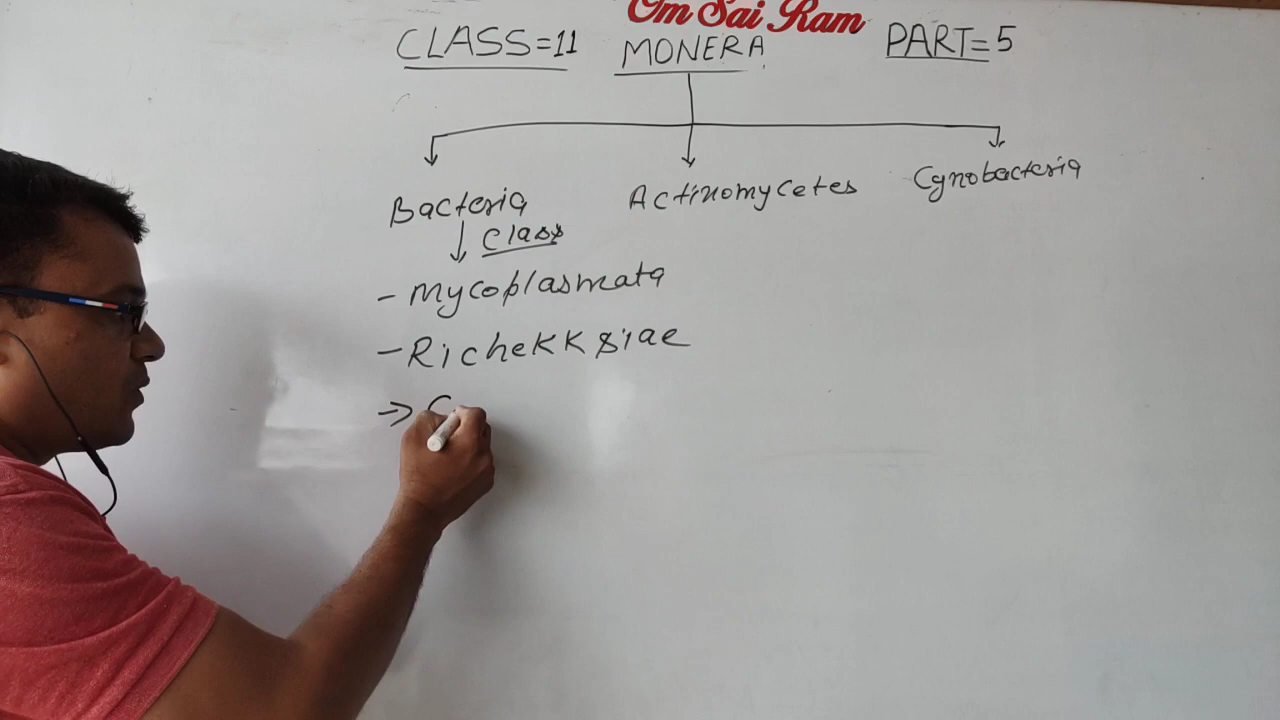 Om Sai Ram
CLASS=11 MONERA PART=5
Bacteria Actinomycetes Cynobacteria
Class
- Mycoplasmata
- Richekksiae
→ C